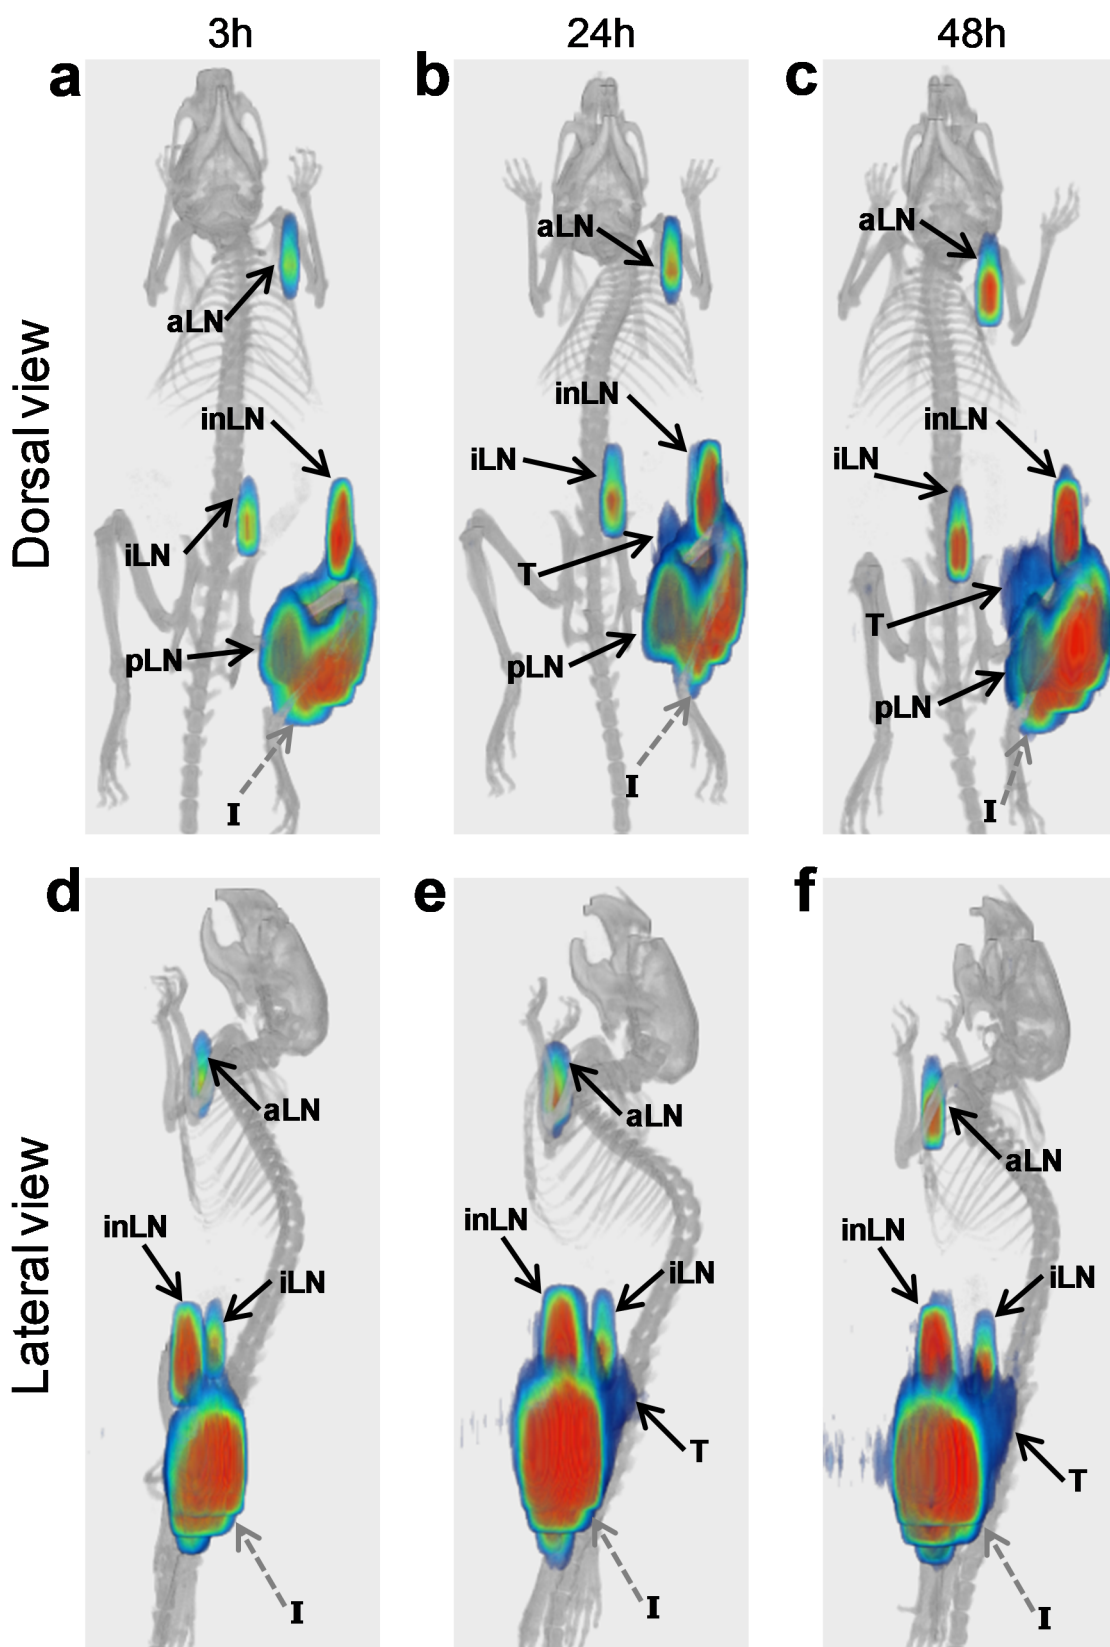 3h
24h
48h
a
b
c
Dorsal view
aLN
inLN
iLN
pLN
I
aLN
inLN
iLN
T
pLN
I
aLN
inLN
iLN
T
pLN
I
d
e
f
Lateral view
aLN
inLN
iLN
I
aLN
inLN
iLN
T
I
aLN
inLN
iLN
T
I